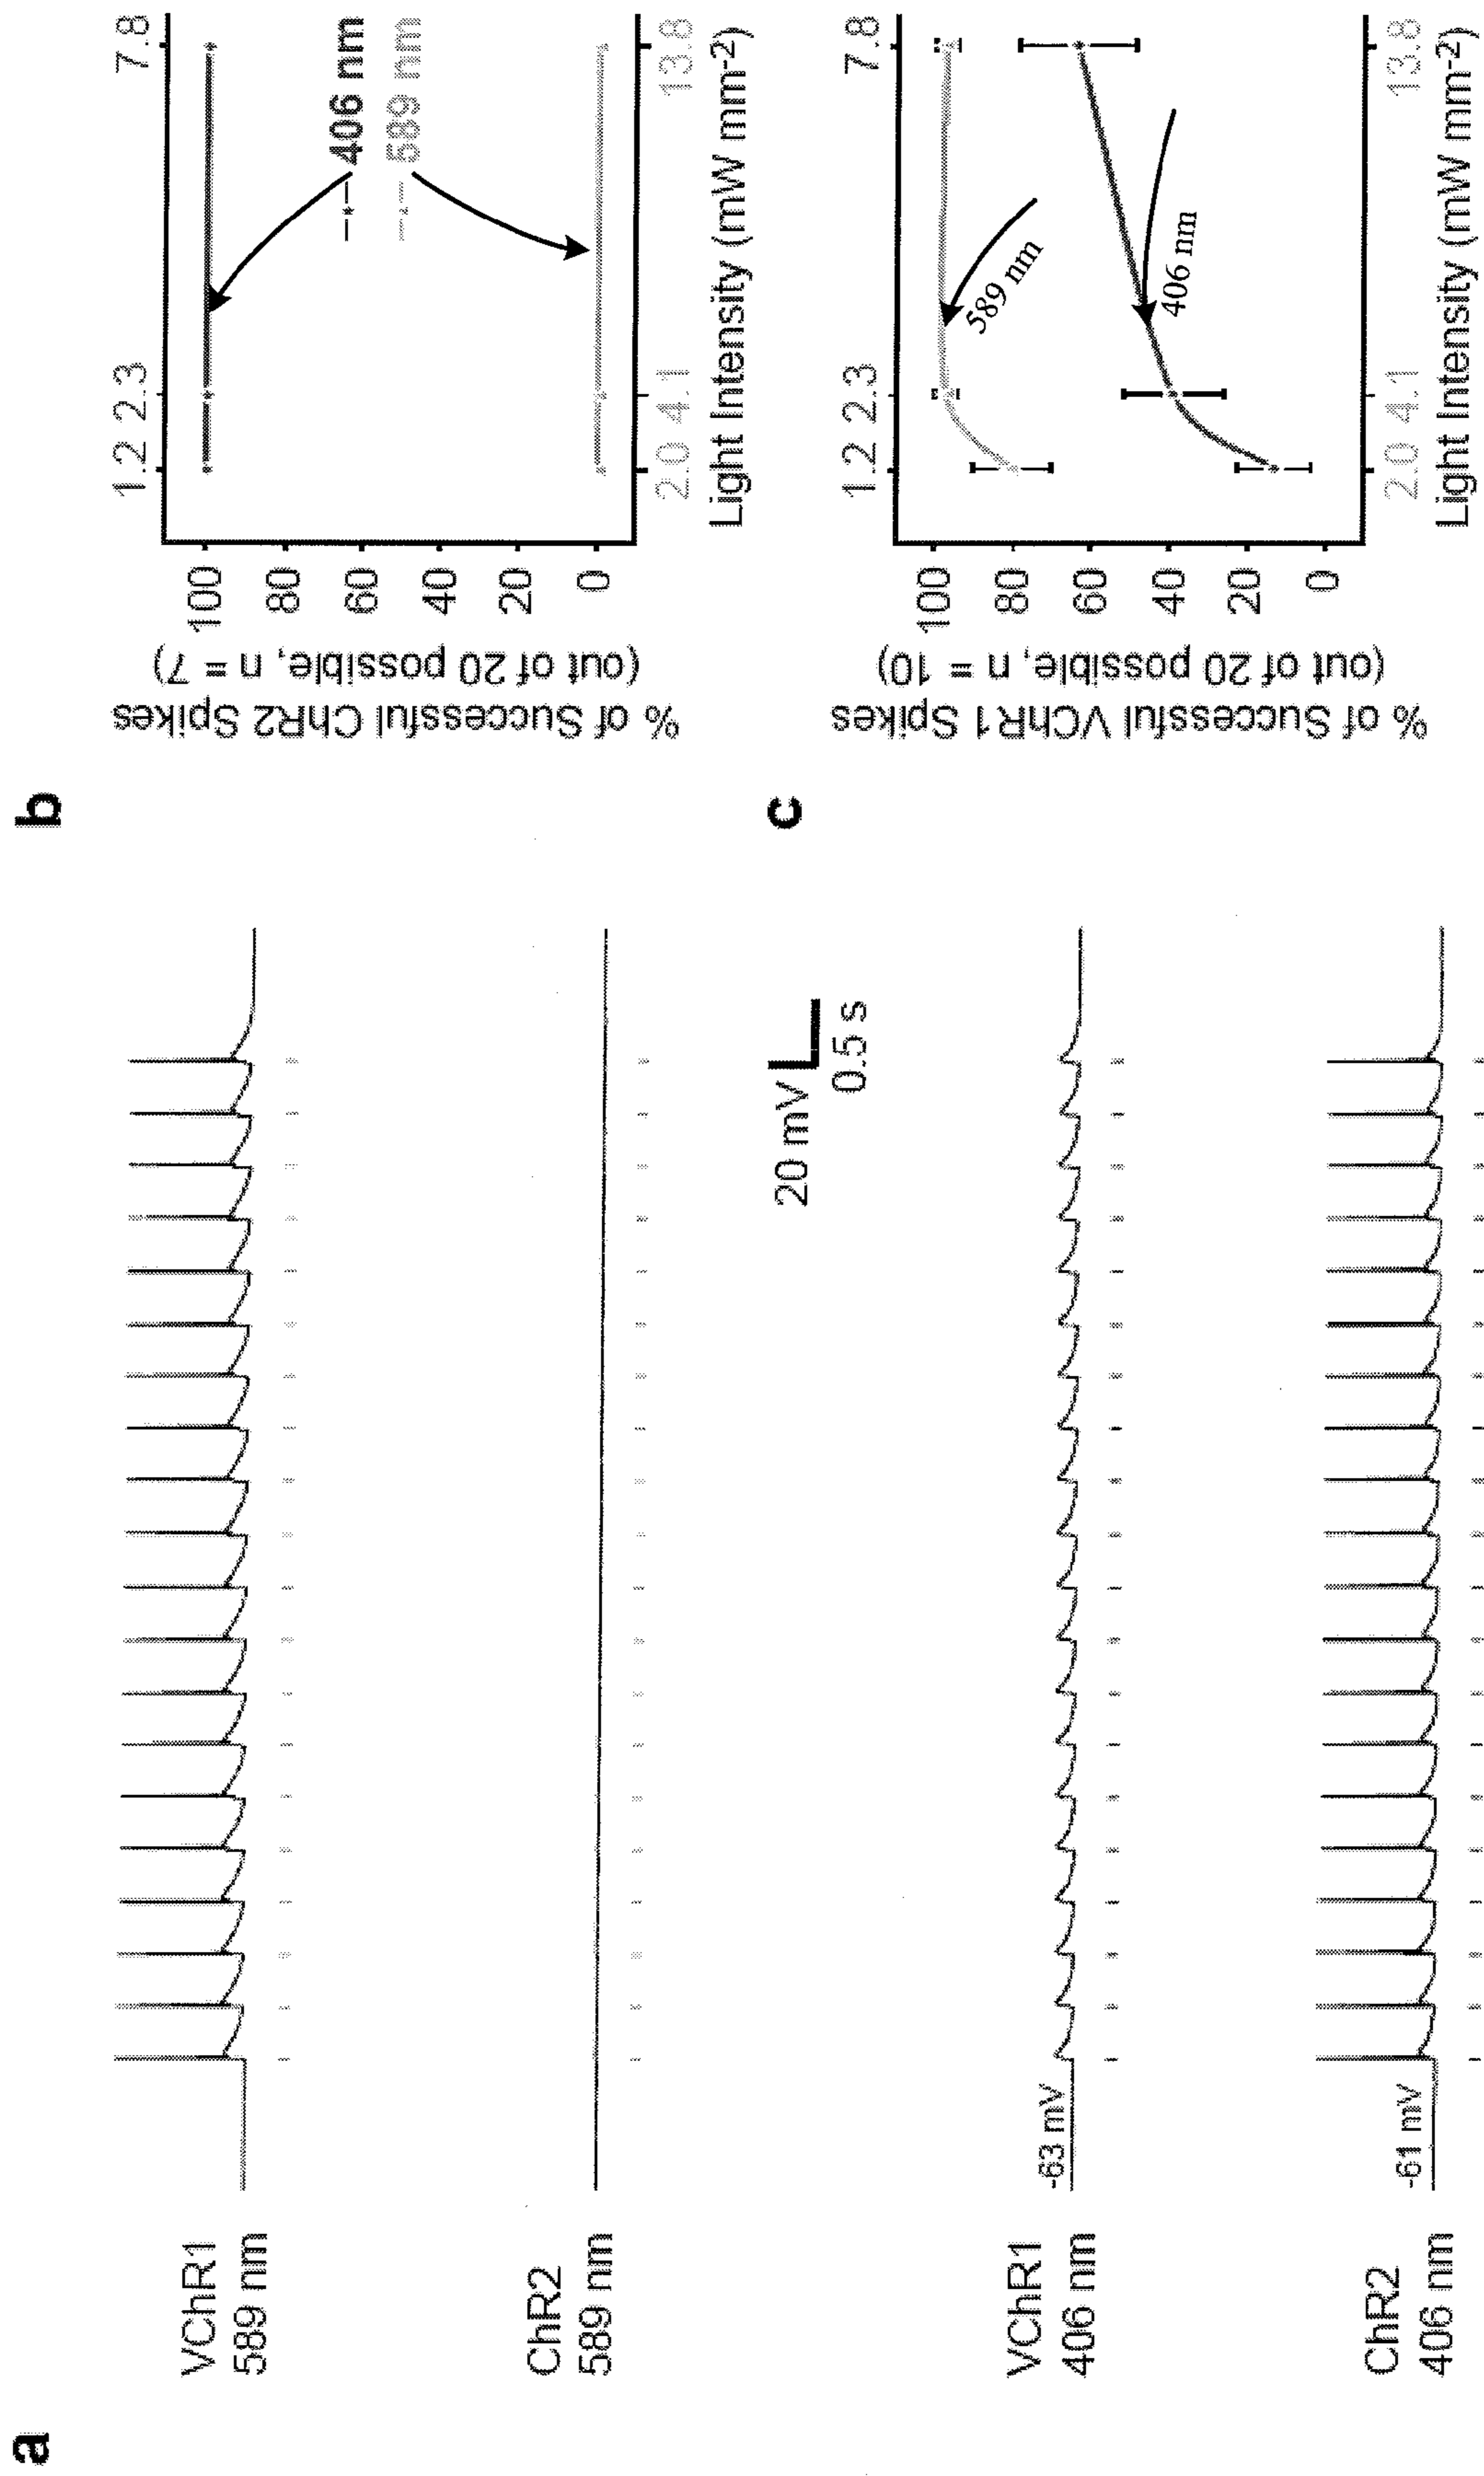 a
VChR1
589 nm
ChR2
589 nm
20 mV
0.5 s
VChR1
406 nm
-63 mV
ChR2
406 nm
-61 mV
b
% of Successful ChR2 Spikes
(out of 20 possible, n = 7)
100
80
60
40
20
0
1.2 2.3 7.8
406 nm
589 nm
2.0 4.1 13.8
Light Intensity (mW mm-2)
c
% of Successful VChR1 Spikes
(out of 20 possible, n = 10)
100
80
60
40
20
0
1.2 2.3 7.8
589 nm
406 nm
2.0 4.1 13.8
Light Intensity (mW mm-2)